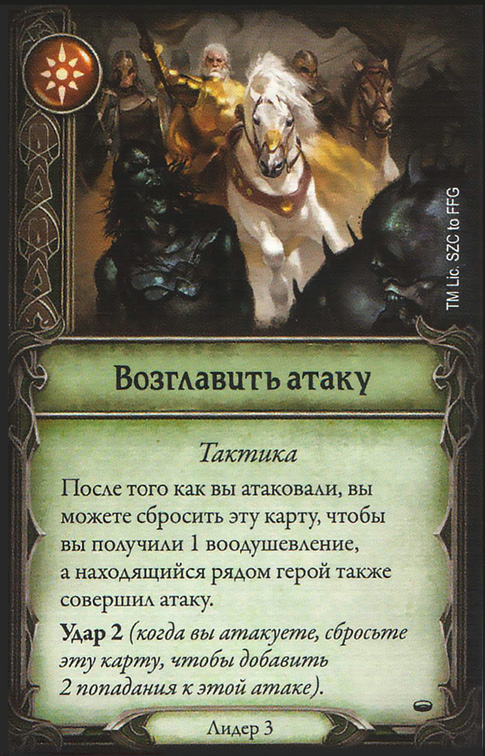 TM Lic. SZC to FFG
Возглавить атаку
Тактика
После того как вы атаковали, вы
можете сбросить эту карту, чтобы
вы получили 1 воодушевление,
а находящийся рядом герой также
совершил атаку.
Удар 2 (когда вы атакуете, сбросьте
эту карту, чтобы добавить
2 попадания к этой атаке).
Лидер 3